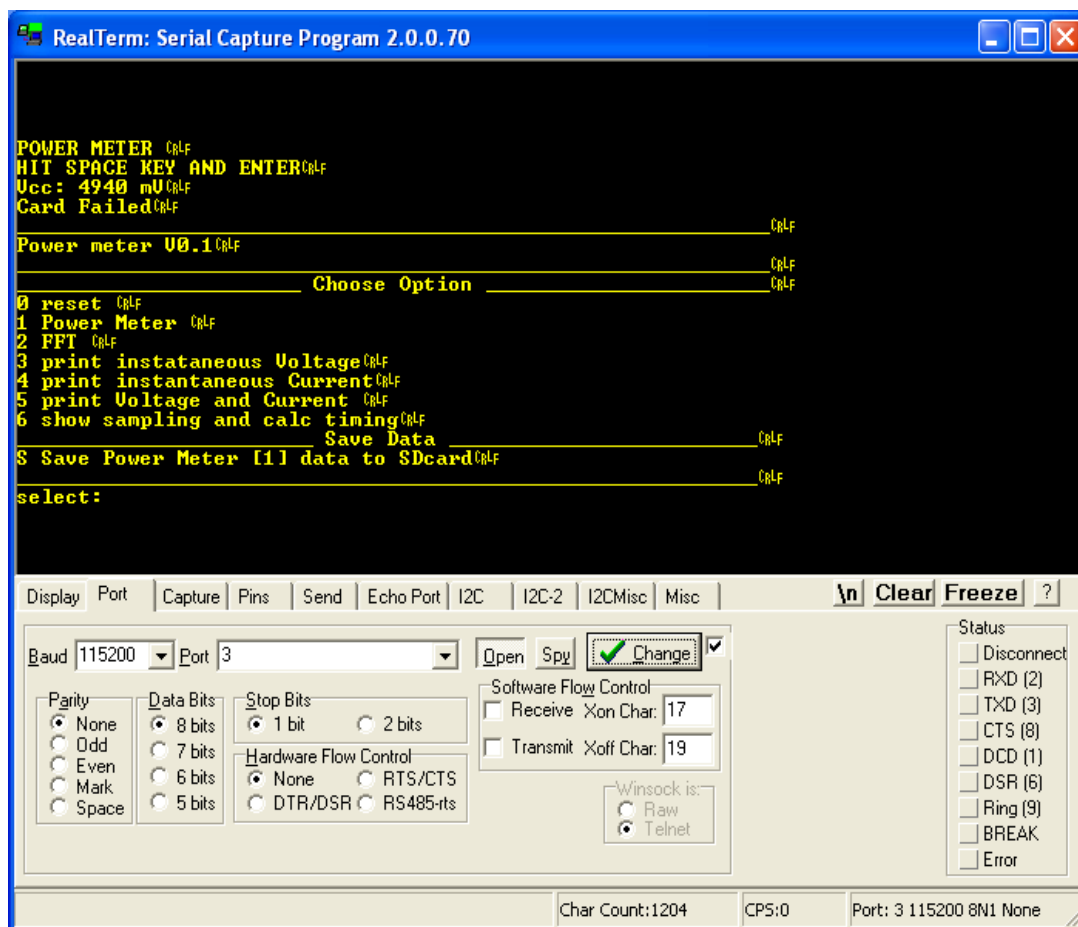 RealTerm: Serial Capture Program 2.0.0.70
POWER METER CRLF
HIT SPACE KEY AND ENTERCRLF
Vcc: 4940 mVCRLF
Card FailedCRLF
________________________________________________________________CRLF
Power meter V0.1CRLF
________________________________________________________________CRLF
________________________ Choose Option ________________________CRLF
0 reset CRLF
1 Power Meter CRLF
2 FFT CRLF
3 print instataneous VoltageCRLF
4 print instantaneous CurrentCRLF
5 print Voltage and Current CRLF
6 show sampling and calc timingCRLF
_________________________ Save Data __________________________CRLF
S Save Power Meter [1] data to SDcardCRLF
_______________________________________________________________CRLF
select:
Display Port Capture Pins Send Echo Port I2C I2C-2 I2CMisc Misc \n Clear Freeze ?
Baud 115200 Port 3 Open Spy Change
Parity
None
Odd
Even
Mark
Space
Data Bits
8 bits
7 bits
6 bits
5 bits
Stop Bits
1 bit 2 bits
Hardware Flow Control
None RTS/CTS
DTR/DSR RS485-rts
Software Flow Control
Receive Xon Char: 17
Transmit Xoff Char: 19
Winsock is:
Raw
Telnet
Status
Disconnect
RXD (2)
TXD (3)
CTS (8)
DCD (1)
DSR (6)
Ring (9)
BREAK
Error
Char Count:1204 CPS:0 Port: 3 115200 8N1 None